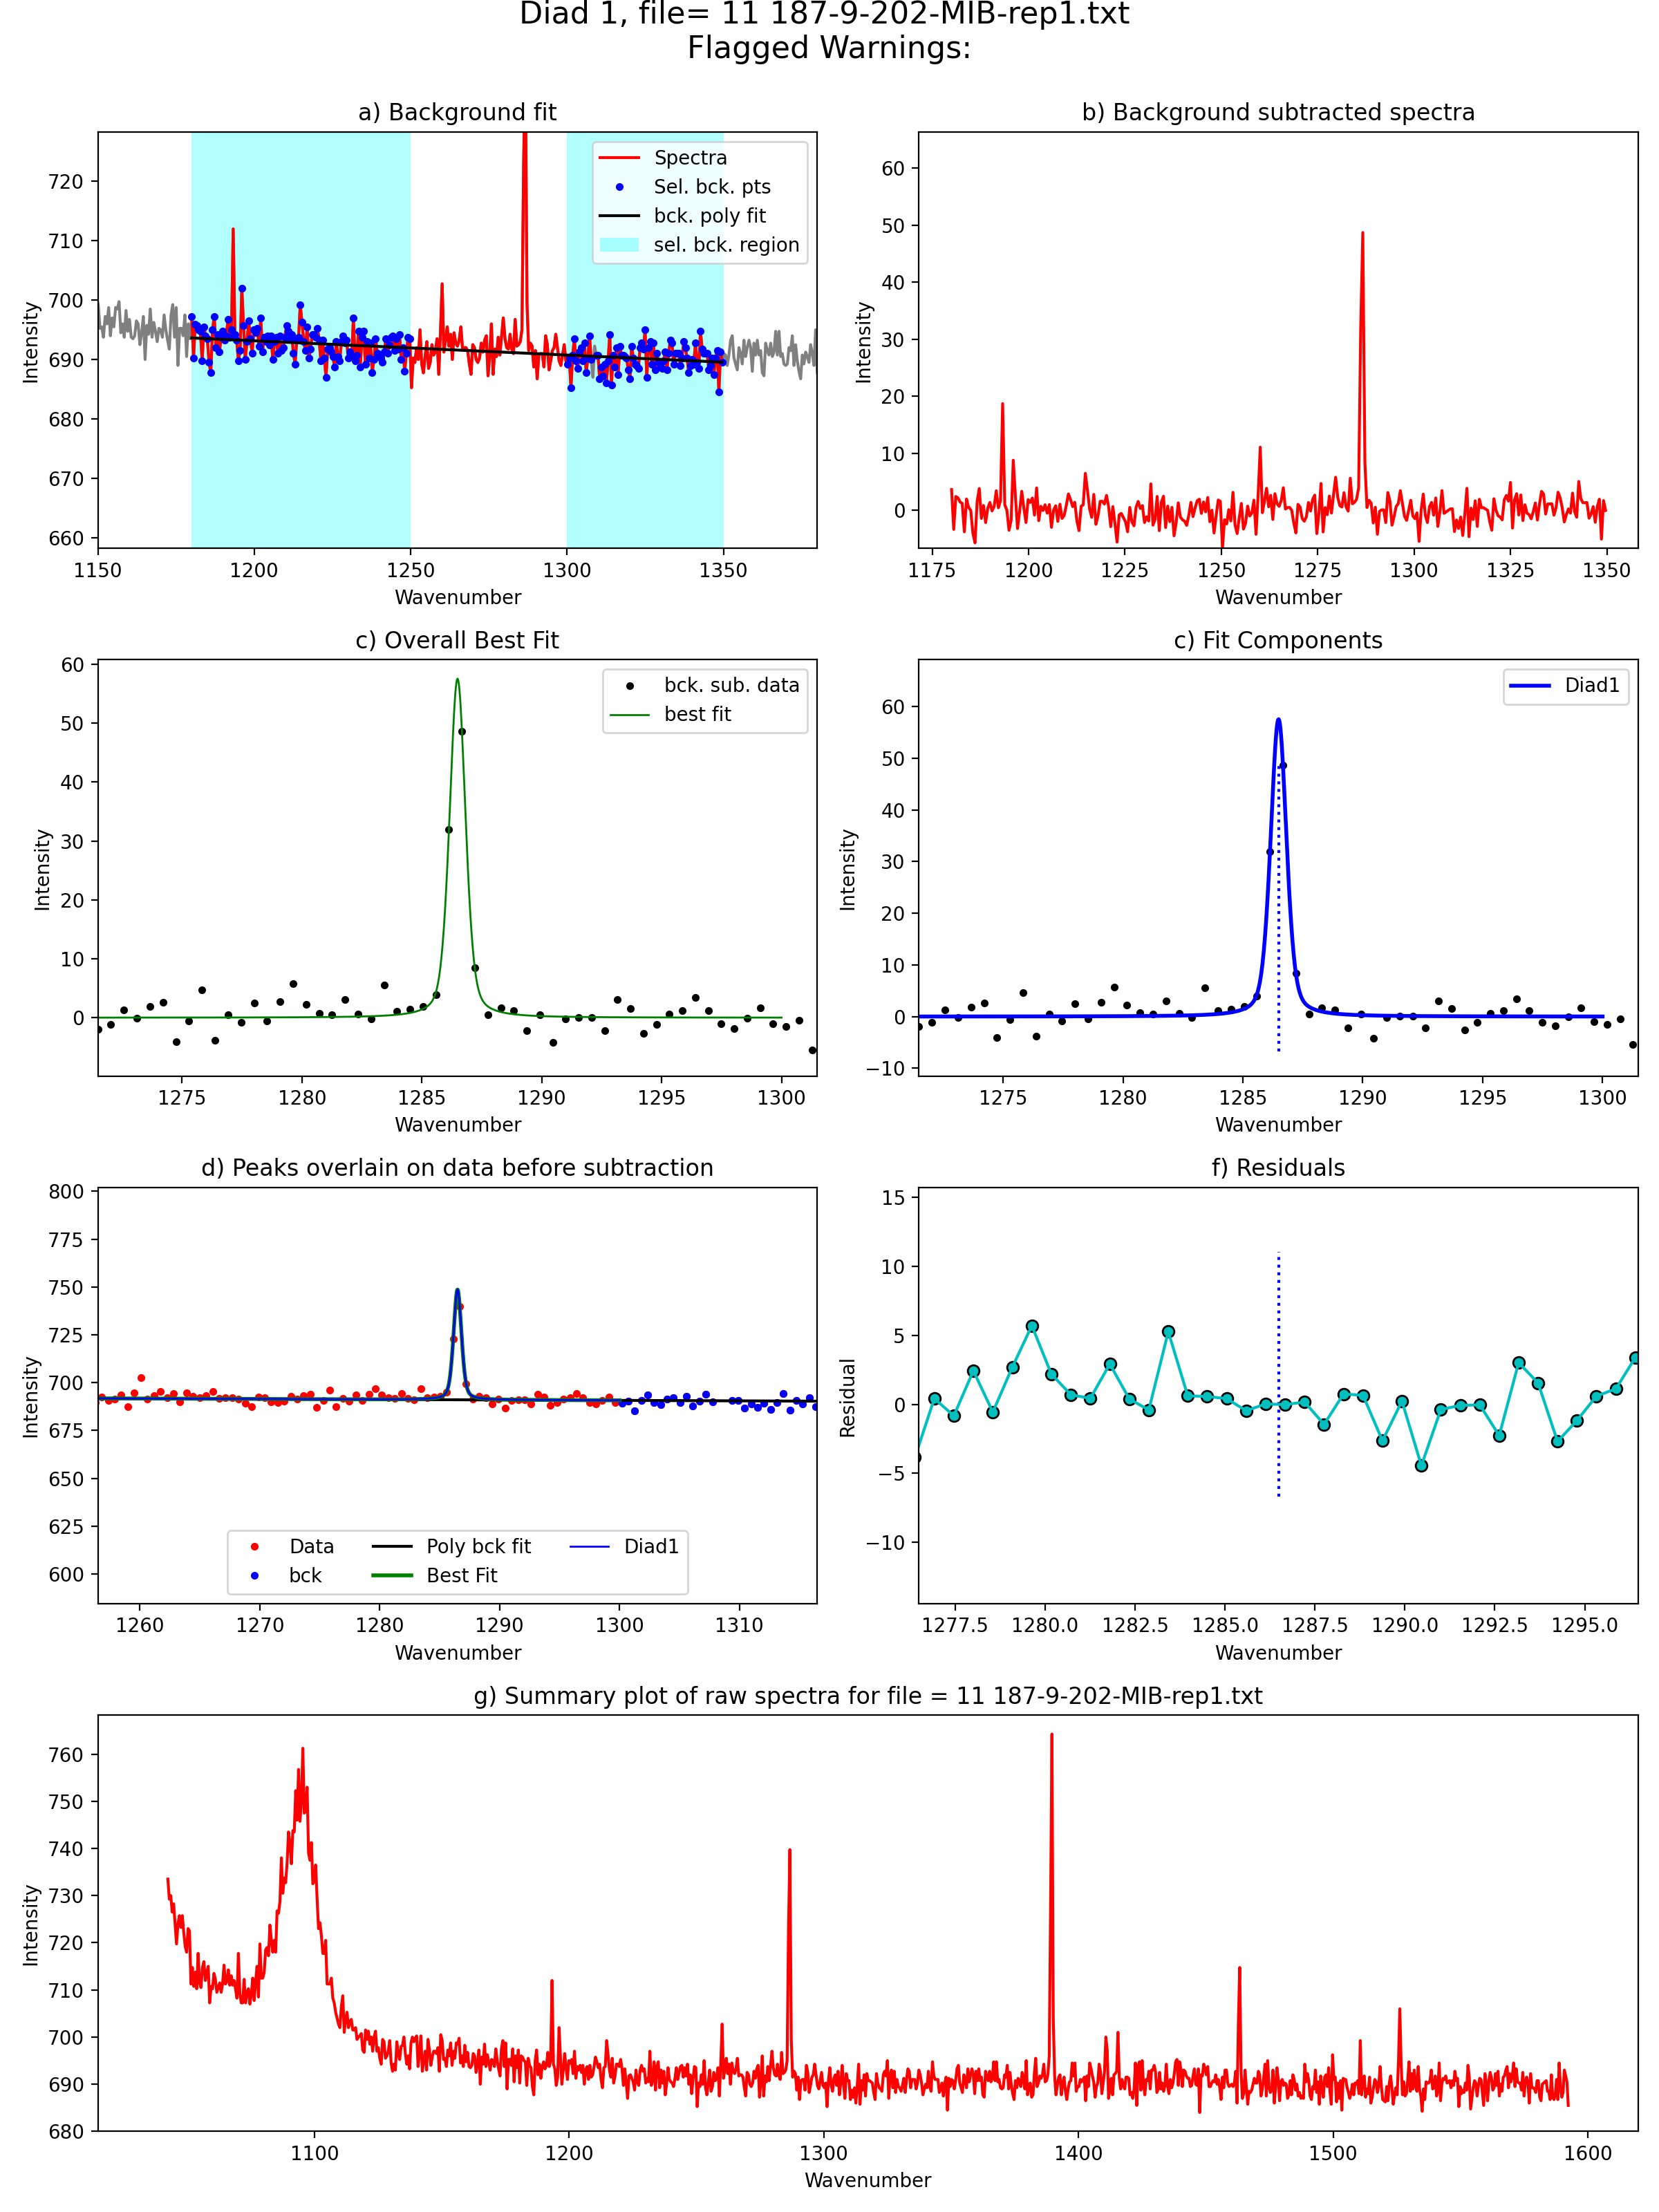 Diad 1, file= 11 187-9-202-MIB-rep1.txt
Flagged Warnings:
a) Background fit
Intensity
720
710
700
690
680
670
660
Spectra
Sel. bck. pts
bck. poly fit
sel. bck. region
1150 1200 1250 1300 1350
Wavenumber
b) Background subtracted spectra
Intensity
60
50
40
30
20
10
0
1175 1200 1225 1250 1275 1300 1325 1350
Wavenumber
c) Overall Best Fit
Intensity
60
50
40
30
20
10
0
bck. sub. data
best fit
1275 1280 1285 1290 1295 1300
Wavenumber
c) Fit Components
Intensity
60
50
40
30
20
10
0
−10
Diad1
1275 1280 1285 1290 1295 1300
Wavenumber
d) Peaks overlain on data before subtraction
Intensity
800
775
750
725
700
675
650
625
600
Data Poly bck fit Diad1
bck Best Fit
1260 1270 1280 1290 1300 1310
Wavenumber
f) Residuals
Residual
15
10
5
0
−5
−10
1277.5 1280.0 1282.5 1285.0 1287.5 1290.0 1292.5 1295.0
Wavenumber
g) Summary plot of raw spectra for file = 11 187-9-202-MIB-rep1.txt
Intensity
760
750
740
730
720
710
700
690
680
1100 1200 1300 1400 1500 1600
Wavenumber